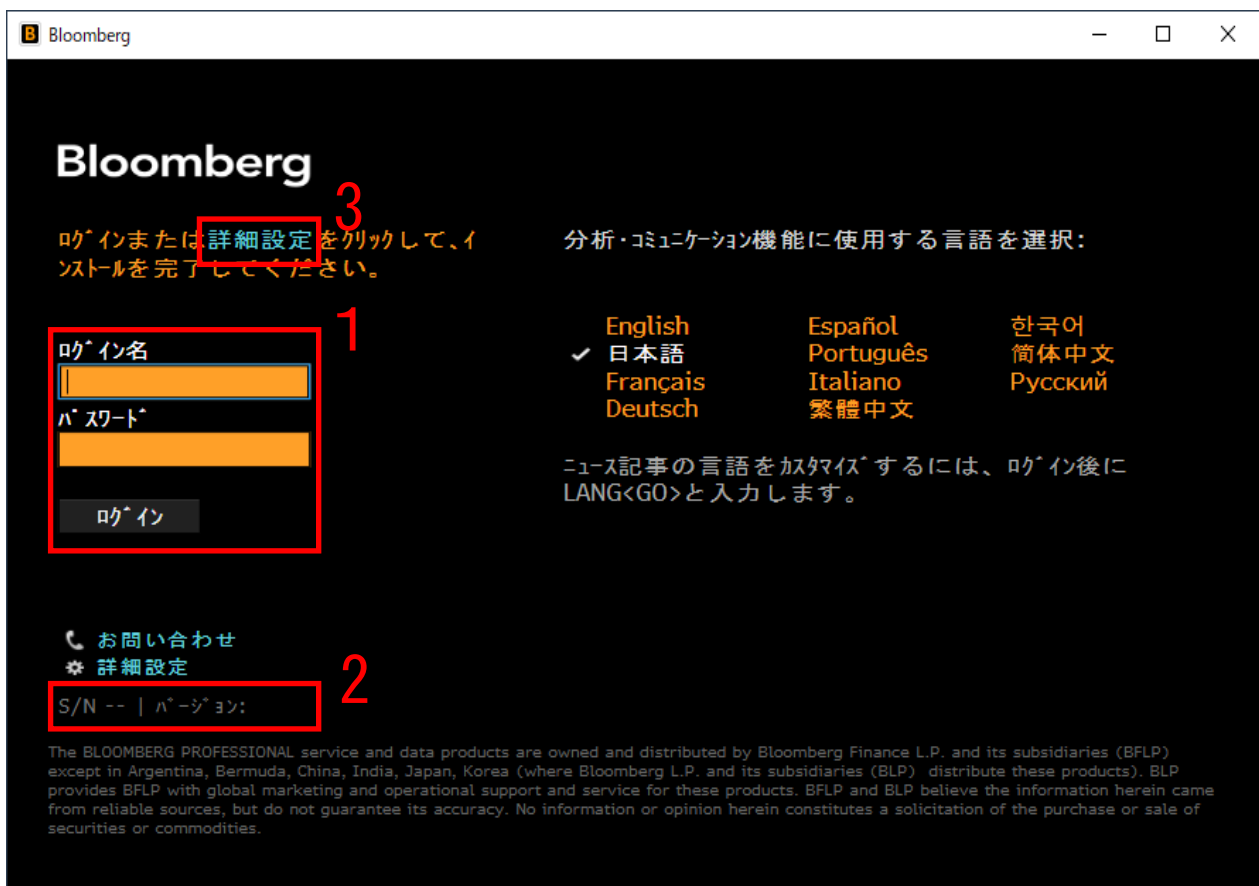 Bloomberg
Bloomberg
3
ﾛｸﾞｲﾝまたは詳細設定をｸﾘｯｸして、ｲ
ﾝｽﾄｰﾙを完了してください。
1
ﾛｸﾞｲﾝ名
ﾊﾟｽﾜｰﾄﾞ
ﾛｸﾞｲﾝ
分析･ｺﾐｭﾆｹｰｼｮﾝ機能に使用する言語を選択:
English Español 한국어
日本語 Português 简体中文
Français Italiano Русский
Deutsch 繁體中文
ﾆｭｰｽ記事の言語をｶｽﾀﾏｲｽﾞするには、ﾛｸﾞｲﾝ後に
LANG<GO>と入力します。
お問い合わせ
詳細設定
2
S/N -- | ﾊﾞｰｼﾞｮﾝ:
The BLOOMBERG PROFESSIONAL service and data products are owned and distributed by Bloomberg Finance L.P. and its subsidiaries (BFLP)
except in Argentina, Bermuda, China, India, Japan, Korea (where Bloomberg L.P. and its subsidiaries (BLP) distribute these products). BLP
provides BFLP with global marketing and operational support and service for these products. BFLP and BLP believe the information herein came
from reliable sources, but do not guarantee its accuracy. No information or opinion herein constitutes a solicitation of the purchase or sale of
securities or commodities.